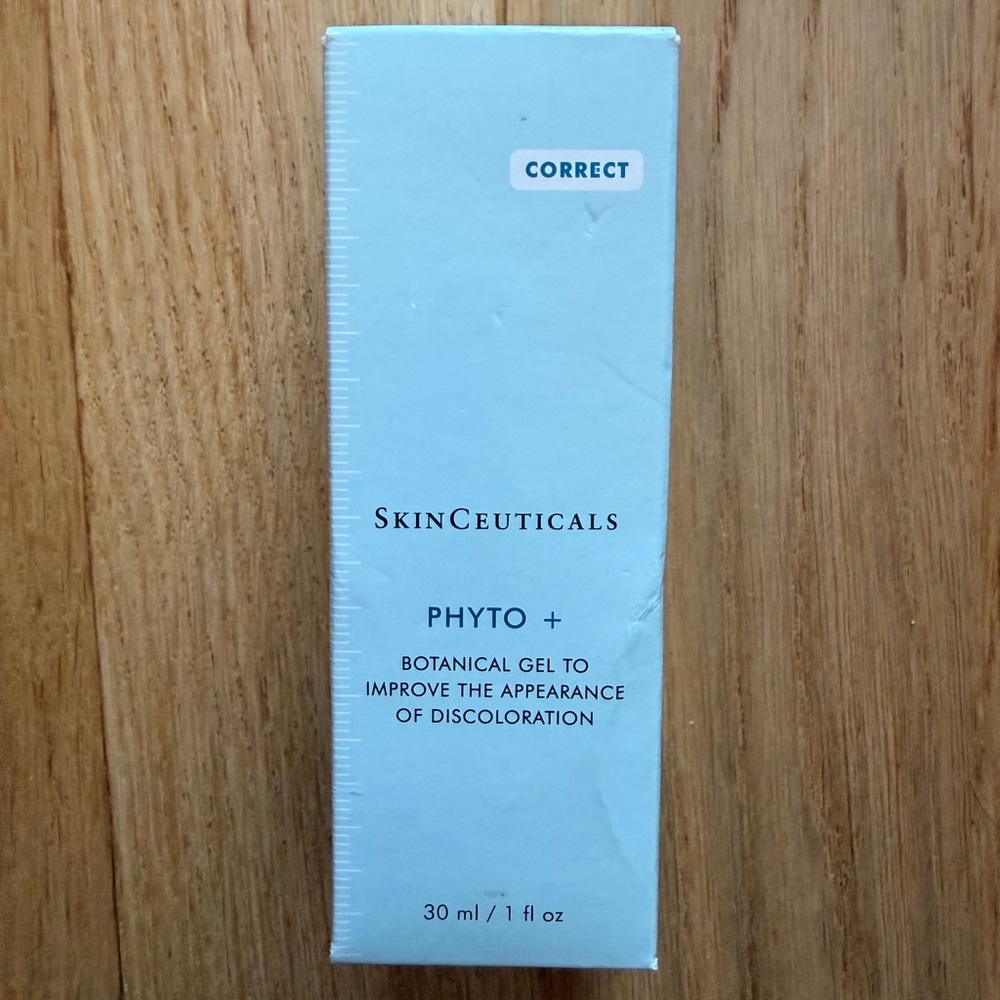 CORRECT
SKINCEUTICALS
PHYTO +
BOTANICAL GEL TO
IMPROVE THE APPEARANCE
OF DISCOLORATION
30 ml / 1 fl oz